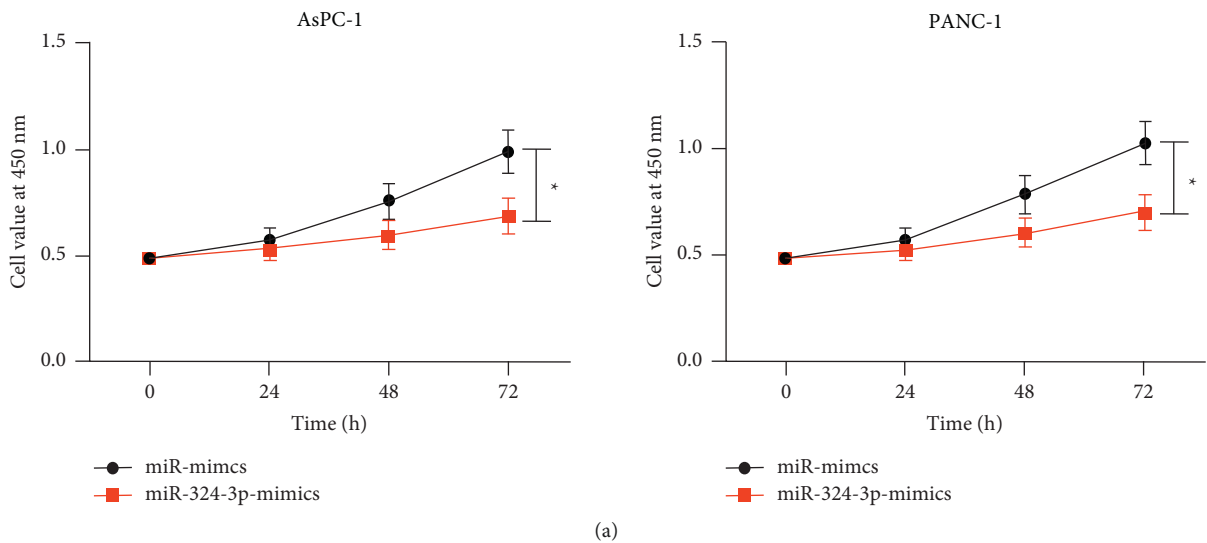 AsPC-1
1.5
1.0
0.5
0.0
Cell value at 450 nm
*
0 24 48 72
Time (h)
miR-mimcs
miR-324-3p-mimics
PANC-1
1.5
1.0
0.5
0.0
Cell value at 450 nm
*
0 24 48 72
Time (h)
miR-mimcs
miR-324-3p-mimics
(a)